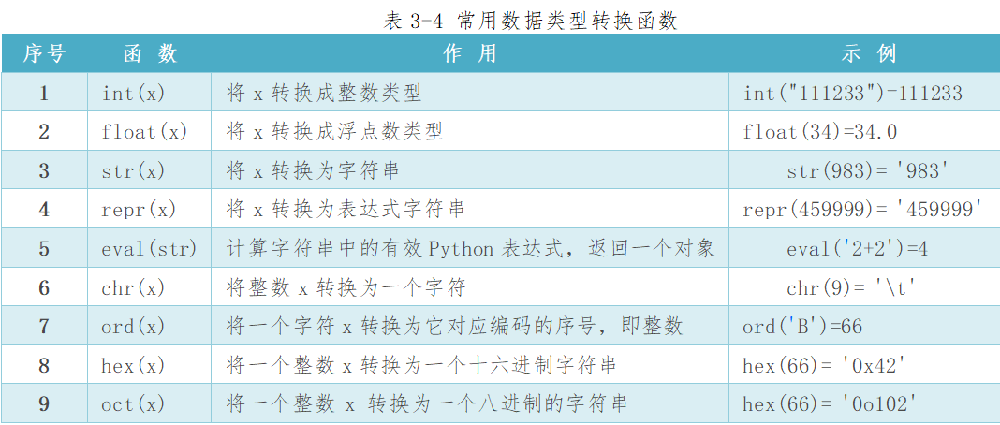 表 3-4 常用数据类型转换函数
序号 函 数 作 用 示 例
1 int(x) 将 x 转换成整数类型 int("111233")=111233
2 float(x) 将 x 转换成浮点数类型 float(34)=34.0
3 str(x) 将 x 转换为字符串 str(983)= '983'
4 repr(x) 将 x 转换为表达式字符串 repr(459999)= '459999'
5 eval(str) 计算字符串中的有效 Python 表达式，返回一个对象 eval('2+2')=4
6 chr(x) 将整数 x 转换为一个字符 chr(9)= '\t'
7 ord(x) 将一个字符 x 转换为它对应编码的序号，即整数 ord('B')=66
8 hex(x) 将一个整数 x 转换为一个十六进制字符串 hex(66)= '0x42'
9 oct(x) 将一个整数 x 转换为一个八进制的字符串 hex(66)= '0o102'